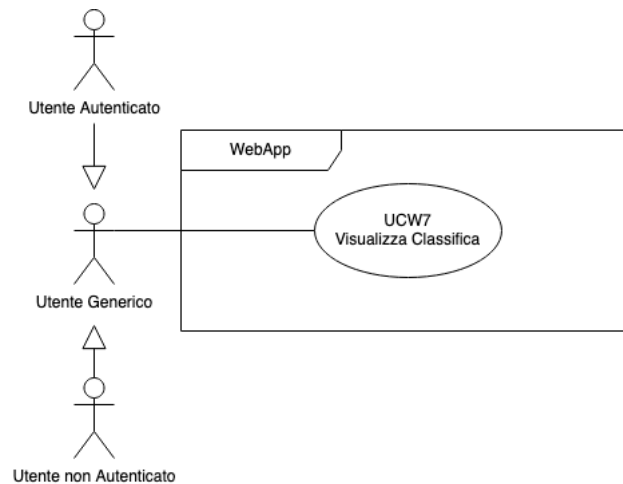 Utente Autenticato
WebApp
UCW7
Visualizza Classifica
Utente Generico
Utente non Autenticato